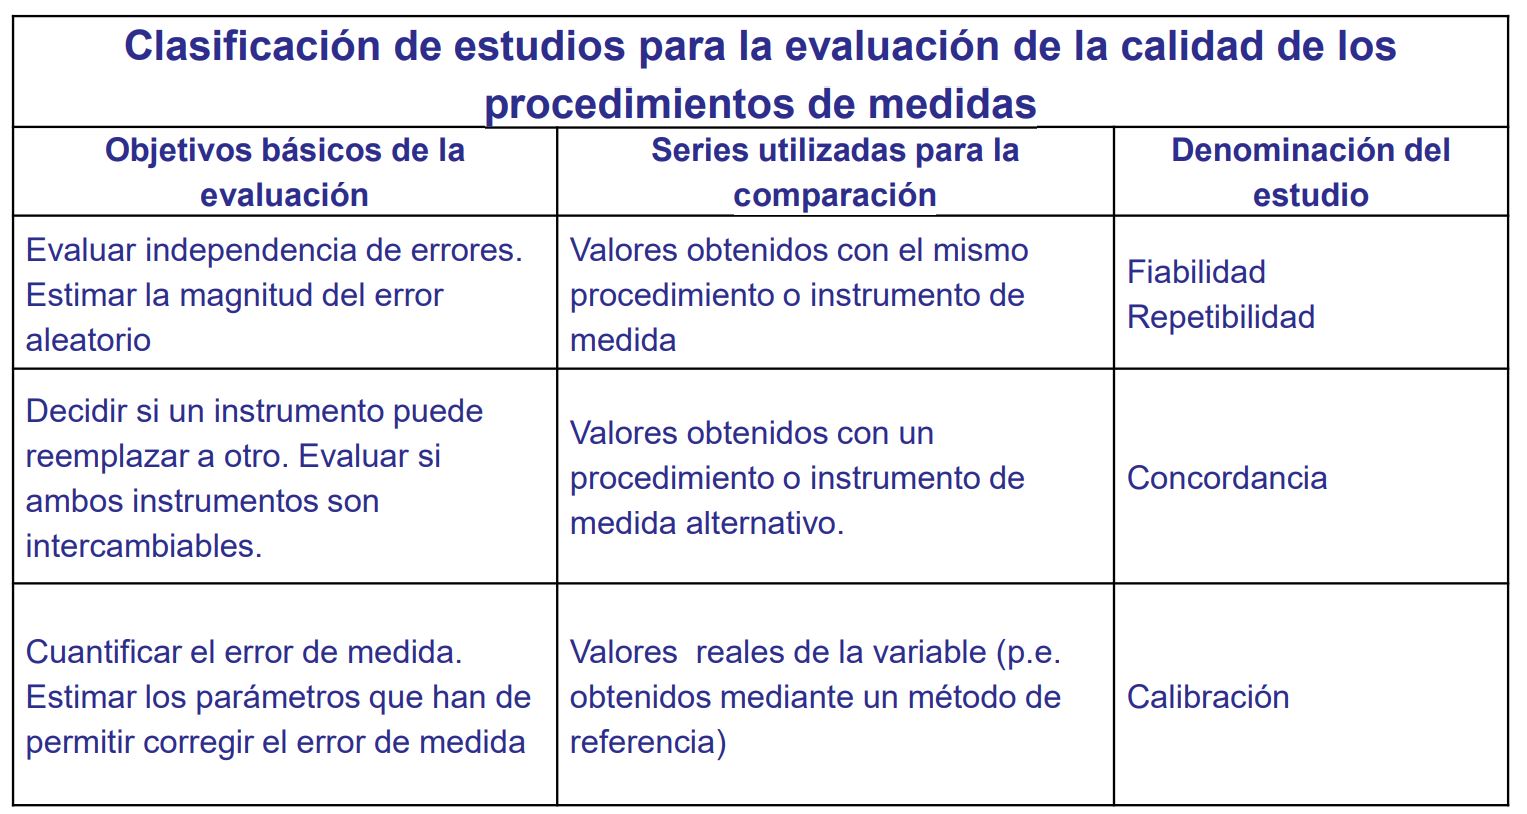 Clasificación de estudios para la evaluación de la calidad de los
procedimientos de medidas
Objetivos básicos de la
evaluación
Series utilizadas para la
comparación
Denominación del
estudio
Evaluar independencia de errores.
Estimar la magnitud del error
aleatorio
Valores obtenidos con el mismo
procedimiento o instrumento de
medida
Fiabilidad
Repetibilidad
Decidir si un instrumento puede
reemplazar a otro. Evaluar si
ambos instrumentos son
intercambiables.
Valores obtenidos con un
procedimiento o instrumento de
medida alternativo.
Concordancia
Cuantificar el error de medida.
Estimar los parámetros que han de
permitir corregir el error de medida
Valores  reales de la variable (p.e.
obtenidos mediante un método de
referencia)
Calibración